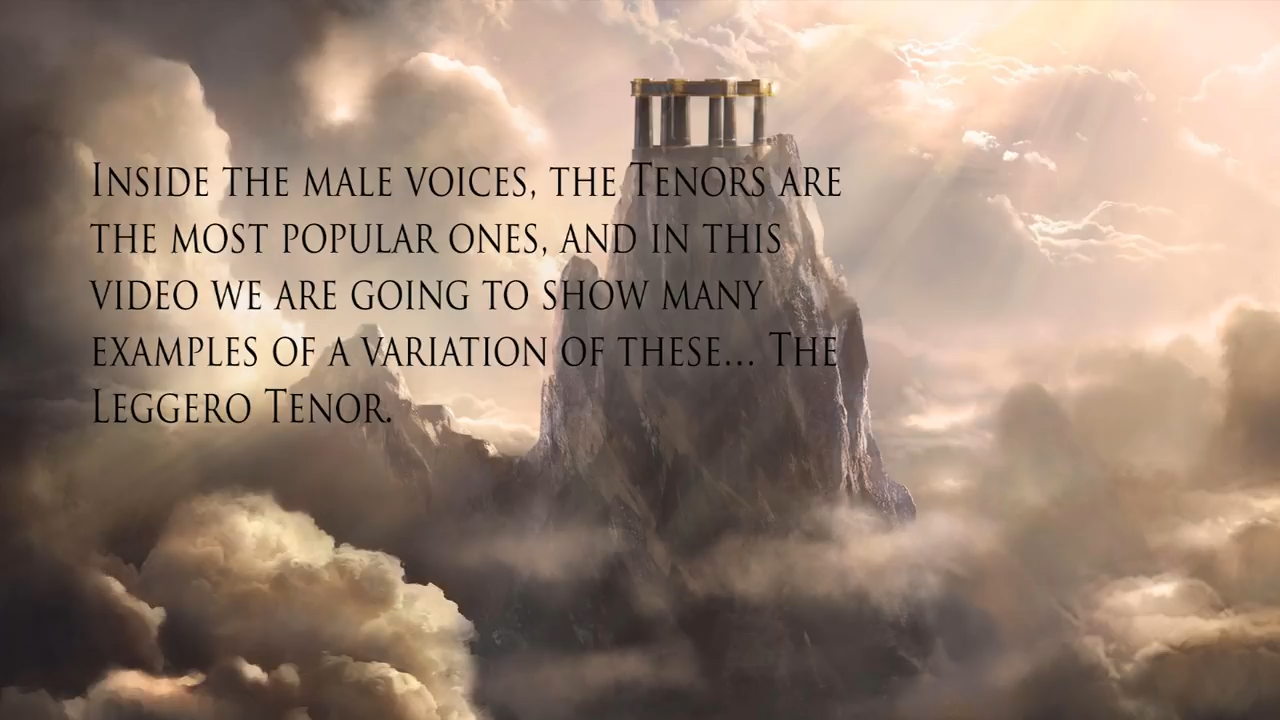 Inside the male voices, the Tenors are
the most popular ones, and in this
video we are going to show many
examples of a variation of these... The
Leggero Tenor.